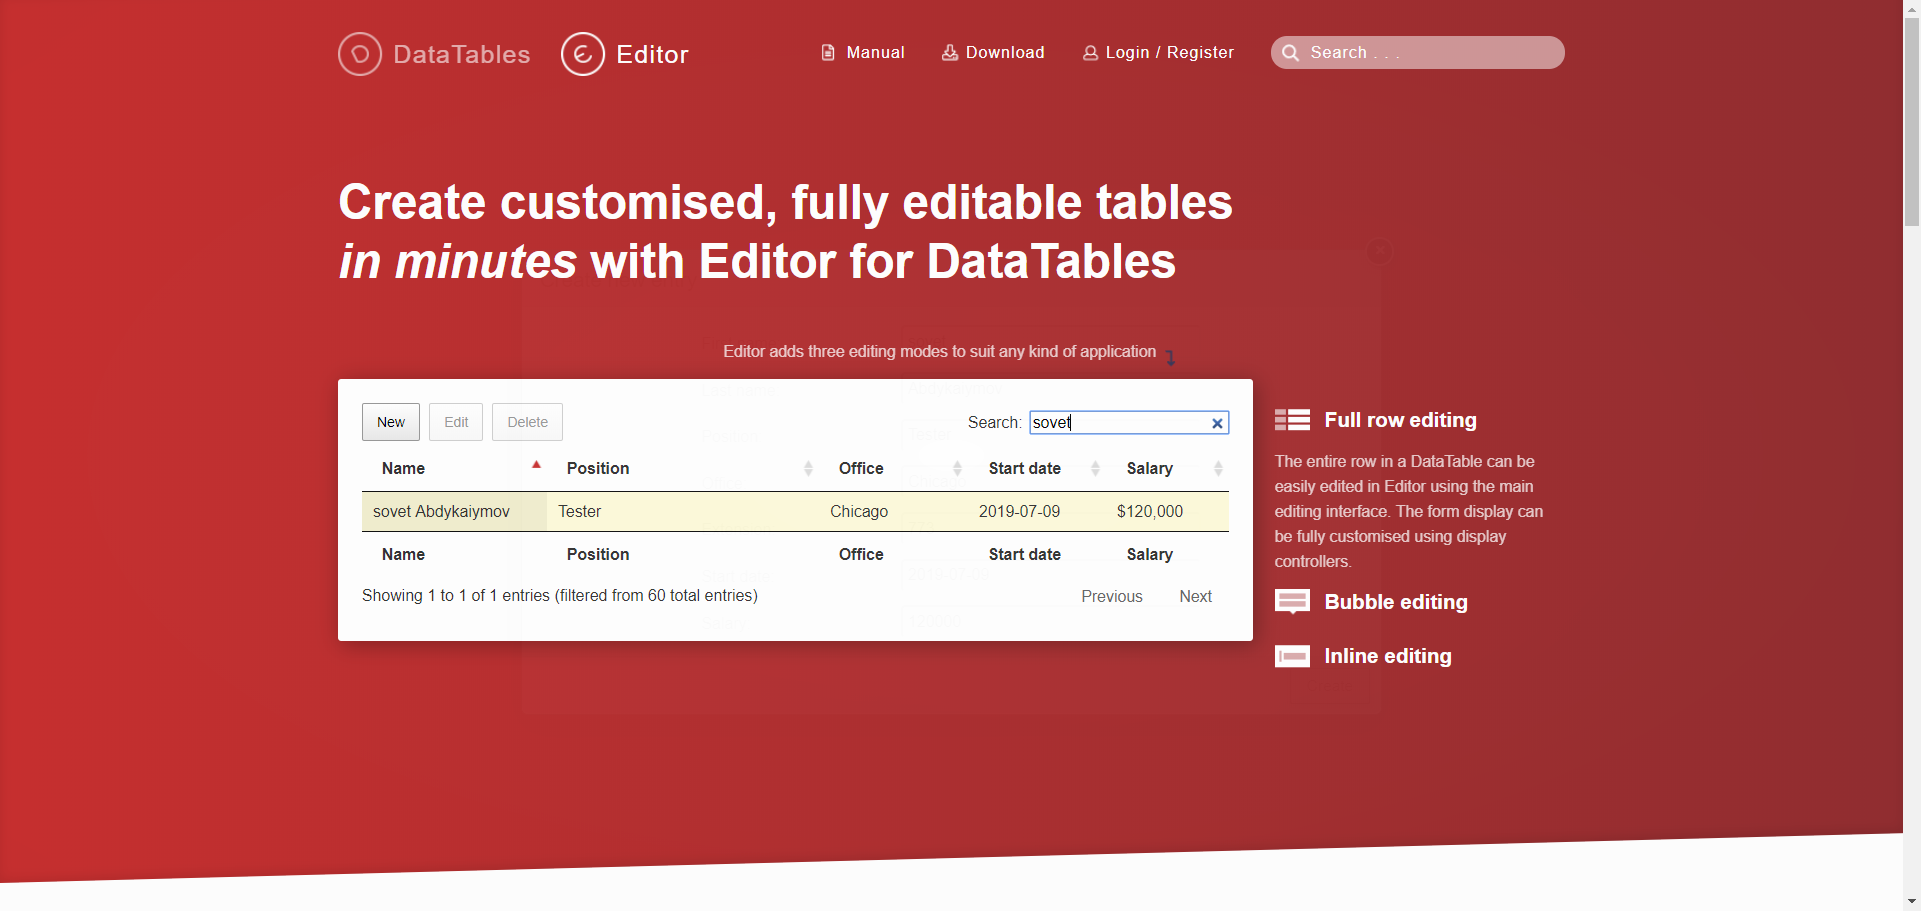 DataTables Editor Manual Download Login / Register Search . . .
Create customised, fully editable tables
in minutes with Editor for DataTables
Editor adds three editing modes to suit any kind of application
New Edit Delete Search: sovet
Name Position Office Start date Salary
sovet Abdykaiymov Tester Chicago 2019-07-09 $120,000
Name Position Office Start date Salary
Showing 1 to 1 of 1 entries (filtered from 60 total entries) Previous Next
Full row editing
The entire row in a DataTable can be
easily edited in Editor using the main
editing interface. The form display can
be fully customised using display
controllers.
Bubble editing
Inline editing